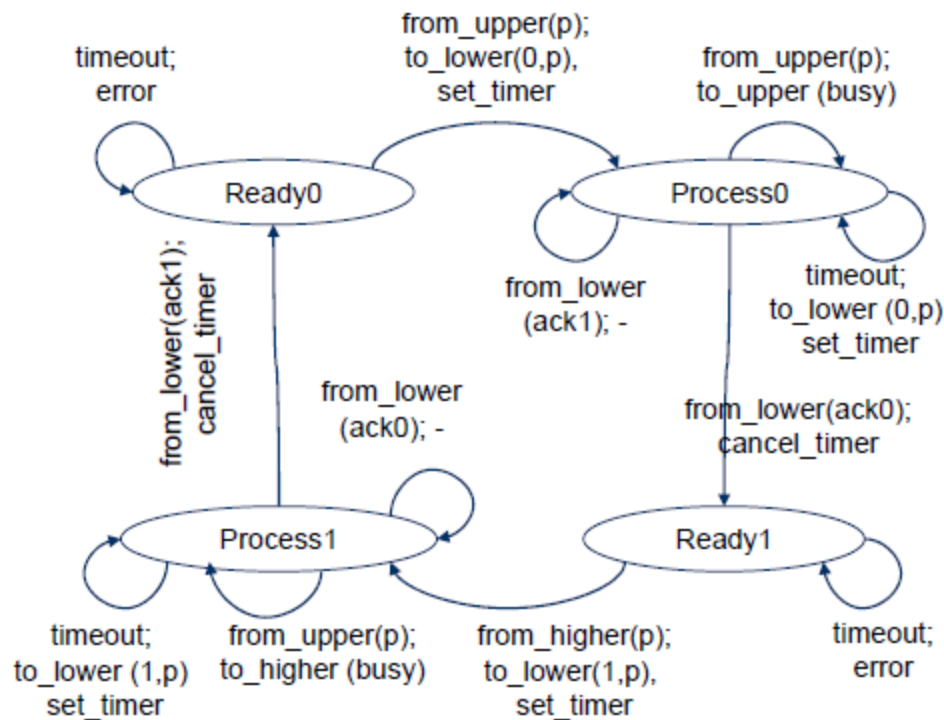 timeout;
error
from_upper(p);
to_lower(0,p),
set_timer
from_upper(p);
to_upper (busy)
Ready0
Process0
from_lower
(ack1); -
timeout;
to_lower (0,p)
set_timer
from_lower(ack1);
cancel_timer
from_lower
(ack0); -
from_lower(ack0);
cancel_timer
Process1
Ready1
timeout;
to_lower (1,p)
set_timer
from_upper(p);
to_higher (busy)
from_higher(p);
to_lower(1,p),
set_timer
timeout;
error